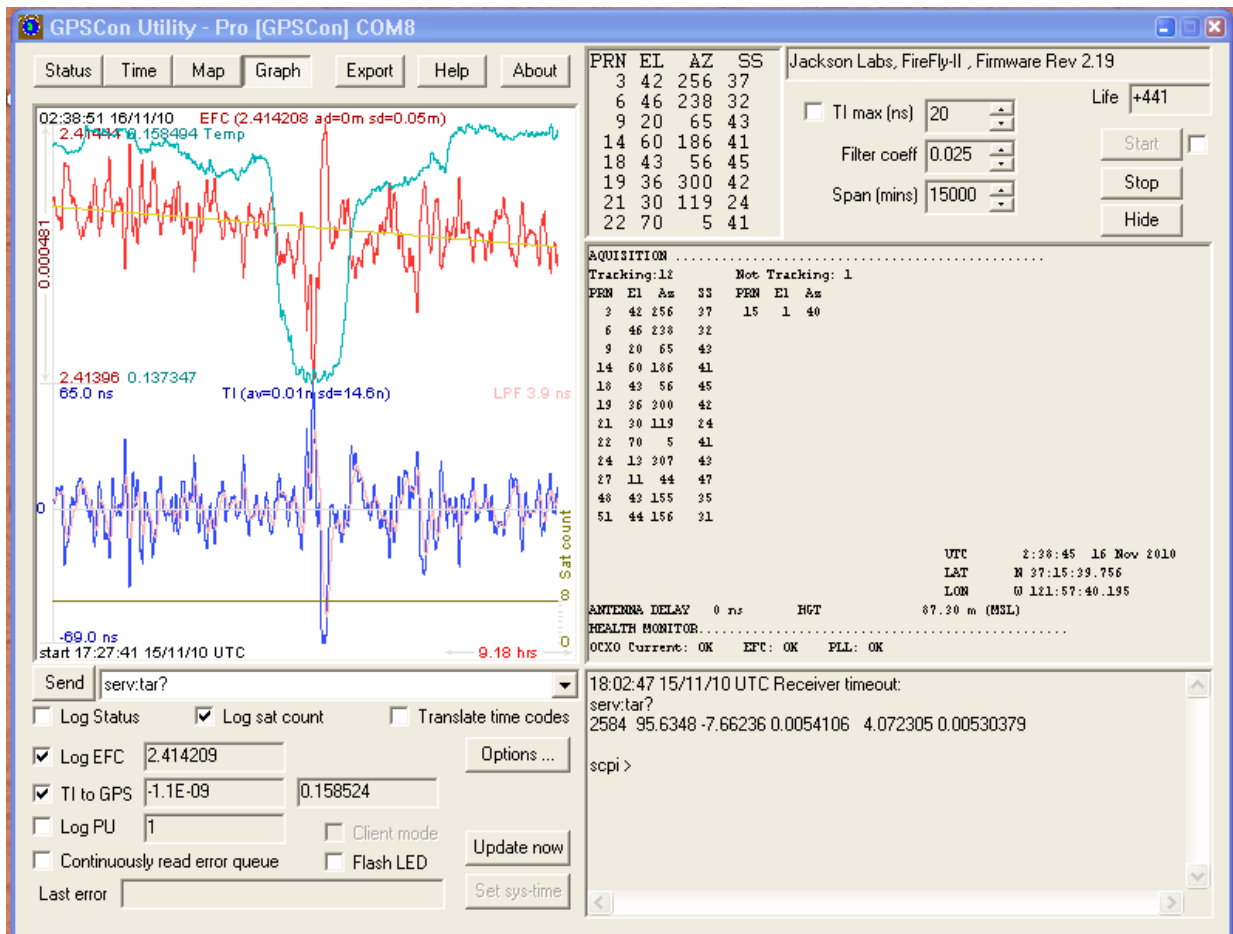 GPSCon Utility - Pro [GPSCon] COM8
Status Time Map Graph Export Help About
02:38:51 16/11/10 EFC (2.414208 ad=0m sd=0.05m)
2.41444 0.158494 Temp
0.000481
2.41396 0.137347
65.0 ns TI (av=0.01n sd=14.6n) LPF 3.9 ns
0
Sat count
8
0
-69.0 ns
start 17:27:41 15/11/10 UTC 9.18 hrs
PRN EL AZ SS
3 42 256 37
6 46 238 32
9 20 65 43
14 60 186 41
18 43 56 45
19 36 300 42
21 30 119 24
22 70 5 41
Jackson Labs, FireFly-II , Firmware Rev 2.19
Life +441
TI max (ns) 20
Filter coeff 0.025
Span (mins) 15000
Start
Stop
Hide
AQUISITION ................................................
Tracking:12 Not Tracking: 1
PRN El Az SS PRN El Az
3 42 256 37 15 1 40
6 46 238 32
9 20 65 43
14 60 186 41
18 43 56 45
19 36 300 42
21 30 119 24
22 70 5 41
24 13 307 43
27 11 44 47
48 43 155 35
51 44 156 31
UTC 2:38:45 16 Nov 2010
LAT N 37:15:39.756
LON W 121:57:40.195
ANTENNA DELAY 0 ns HGT 87.30 m (MSL)
HEALTH MONITOR..................................................
OCXO Current: OK EFC: OK PLL: OK
Send serv:tar?
Log Status Log sat count Translate time codes
Log EFC 2.414209 Options ...
TI to GPS -1.1E-09 0.158524
Log PU 1 Client mode
Update now
Continuously read error queue Flash LED
Last error Set sys-time
18:02:47 15/11/10 UTC Receiver timeout:
serv:tar?
2584 95.6348 -7.66236 0.0054106 4.072305 0.00530379
scpi >